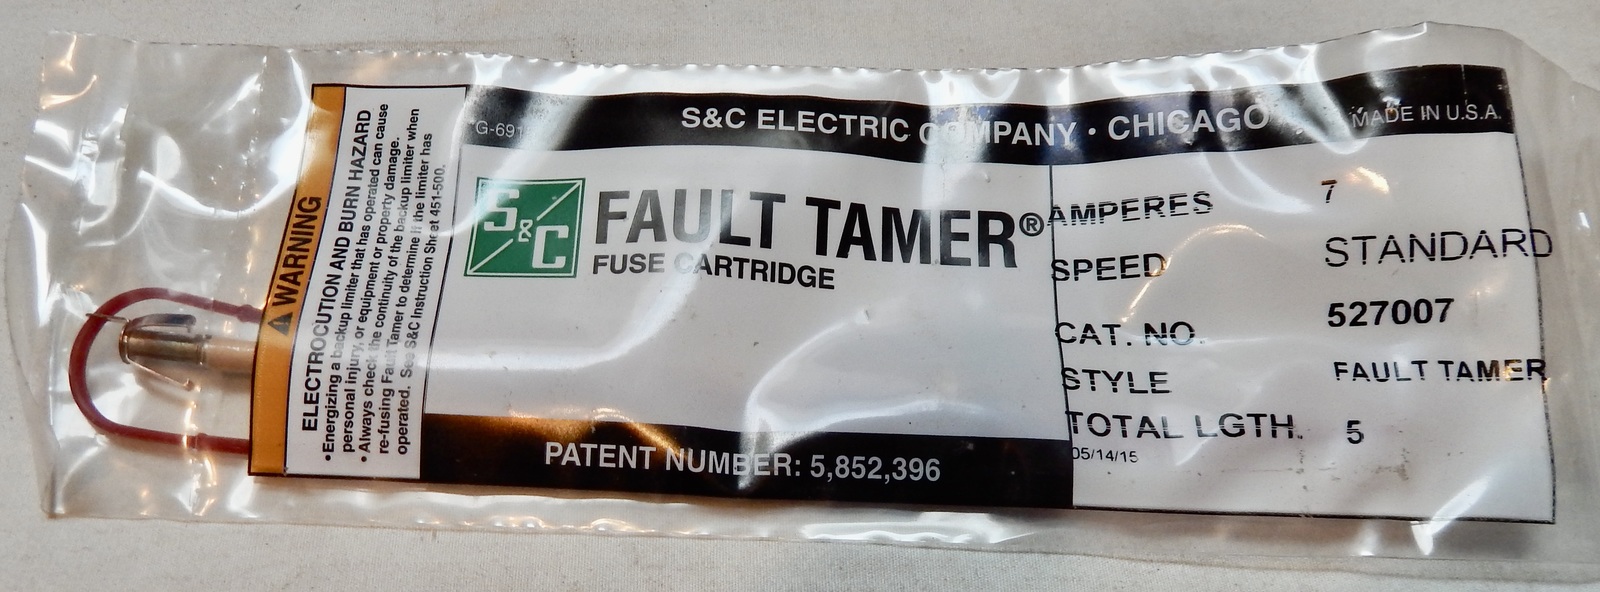 ⚠ WARNING
ELECTROCUTION AND BURN HAZARD
• Energizing a backup limiter that has operated can cause
personal injury, or equipment or property damage.
• Always check the continuity of the backup limiter when
re-fusing Fault Tamer to determine if the limiter has
operated. See S&C Instruction Sheet 451-500.
S&C ELECTRIC COMPANY • CHICAGO
MADE IN U.S.A.
S&C
FAULT TAMER®
FUSE CARTRIDGE
PATENT NUMBER: 5,852,396
AMPERES 7
SPEED STANDARD
CAT. NO. 527007
STYLE FAULT TAMER
TOTAL LGTH. 5
05/14/15